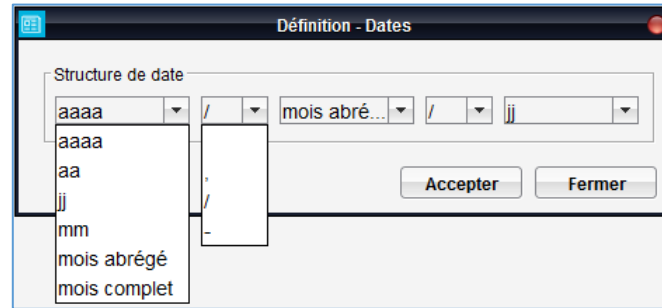 Définition - Dates
Structure de date
aaaa / mois abré... / jj
aaaa
aa
jj
mm
mois abrégé
mois complet
,
/
-
Accepter Fermer